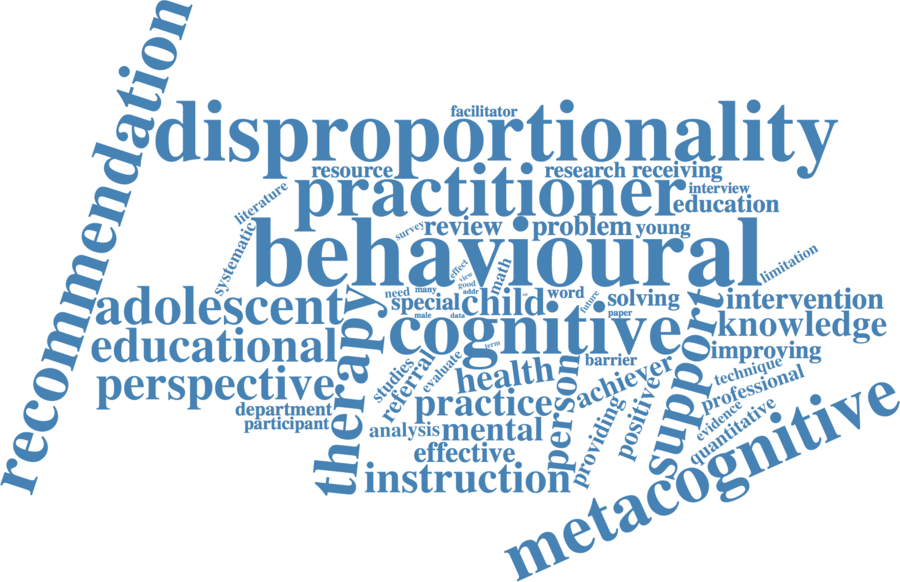 recommendation
disproportionality
facilitator
resource
research
receiving
practitioner
interview
education
literature
systematic
survey
review
problem
young
behavioural
limitation
effect
view
good
addr
math
need
many
special
male
data
child
word
future
paper
solving
intervention
adolescent
therapy
cognitive
term
support
knowledge
educational
improving
perspective
studies
referral
evaluate
health
person
barrier
achiever
technique
professional
department
participant
practice
providing
positive
evidence
quantitative
analysis
mental
effective
instruction
metacognitive